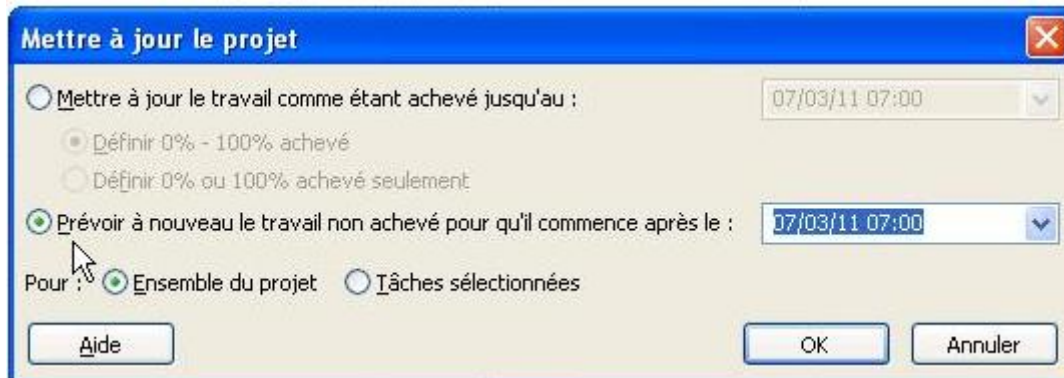 Mettre à jour le projet
Mettre à jour le travail comme étant achevé jusqu'au : 07/03/11 07:00
Définir 0% - 100% achevé
Définir 0% ou 100% achevé seulement
Prévoir à nouveau le travail non achevé pour qu'il commence après le : 07/03/11 07:00
Pour : Ensemble du projet Tâches sélectionnées
Aide OK Annuler